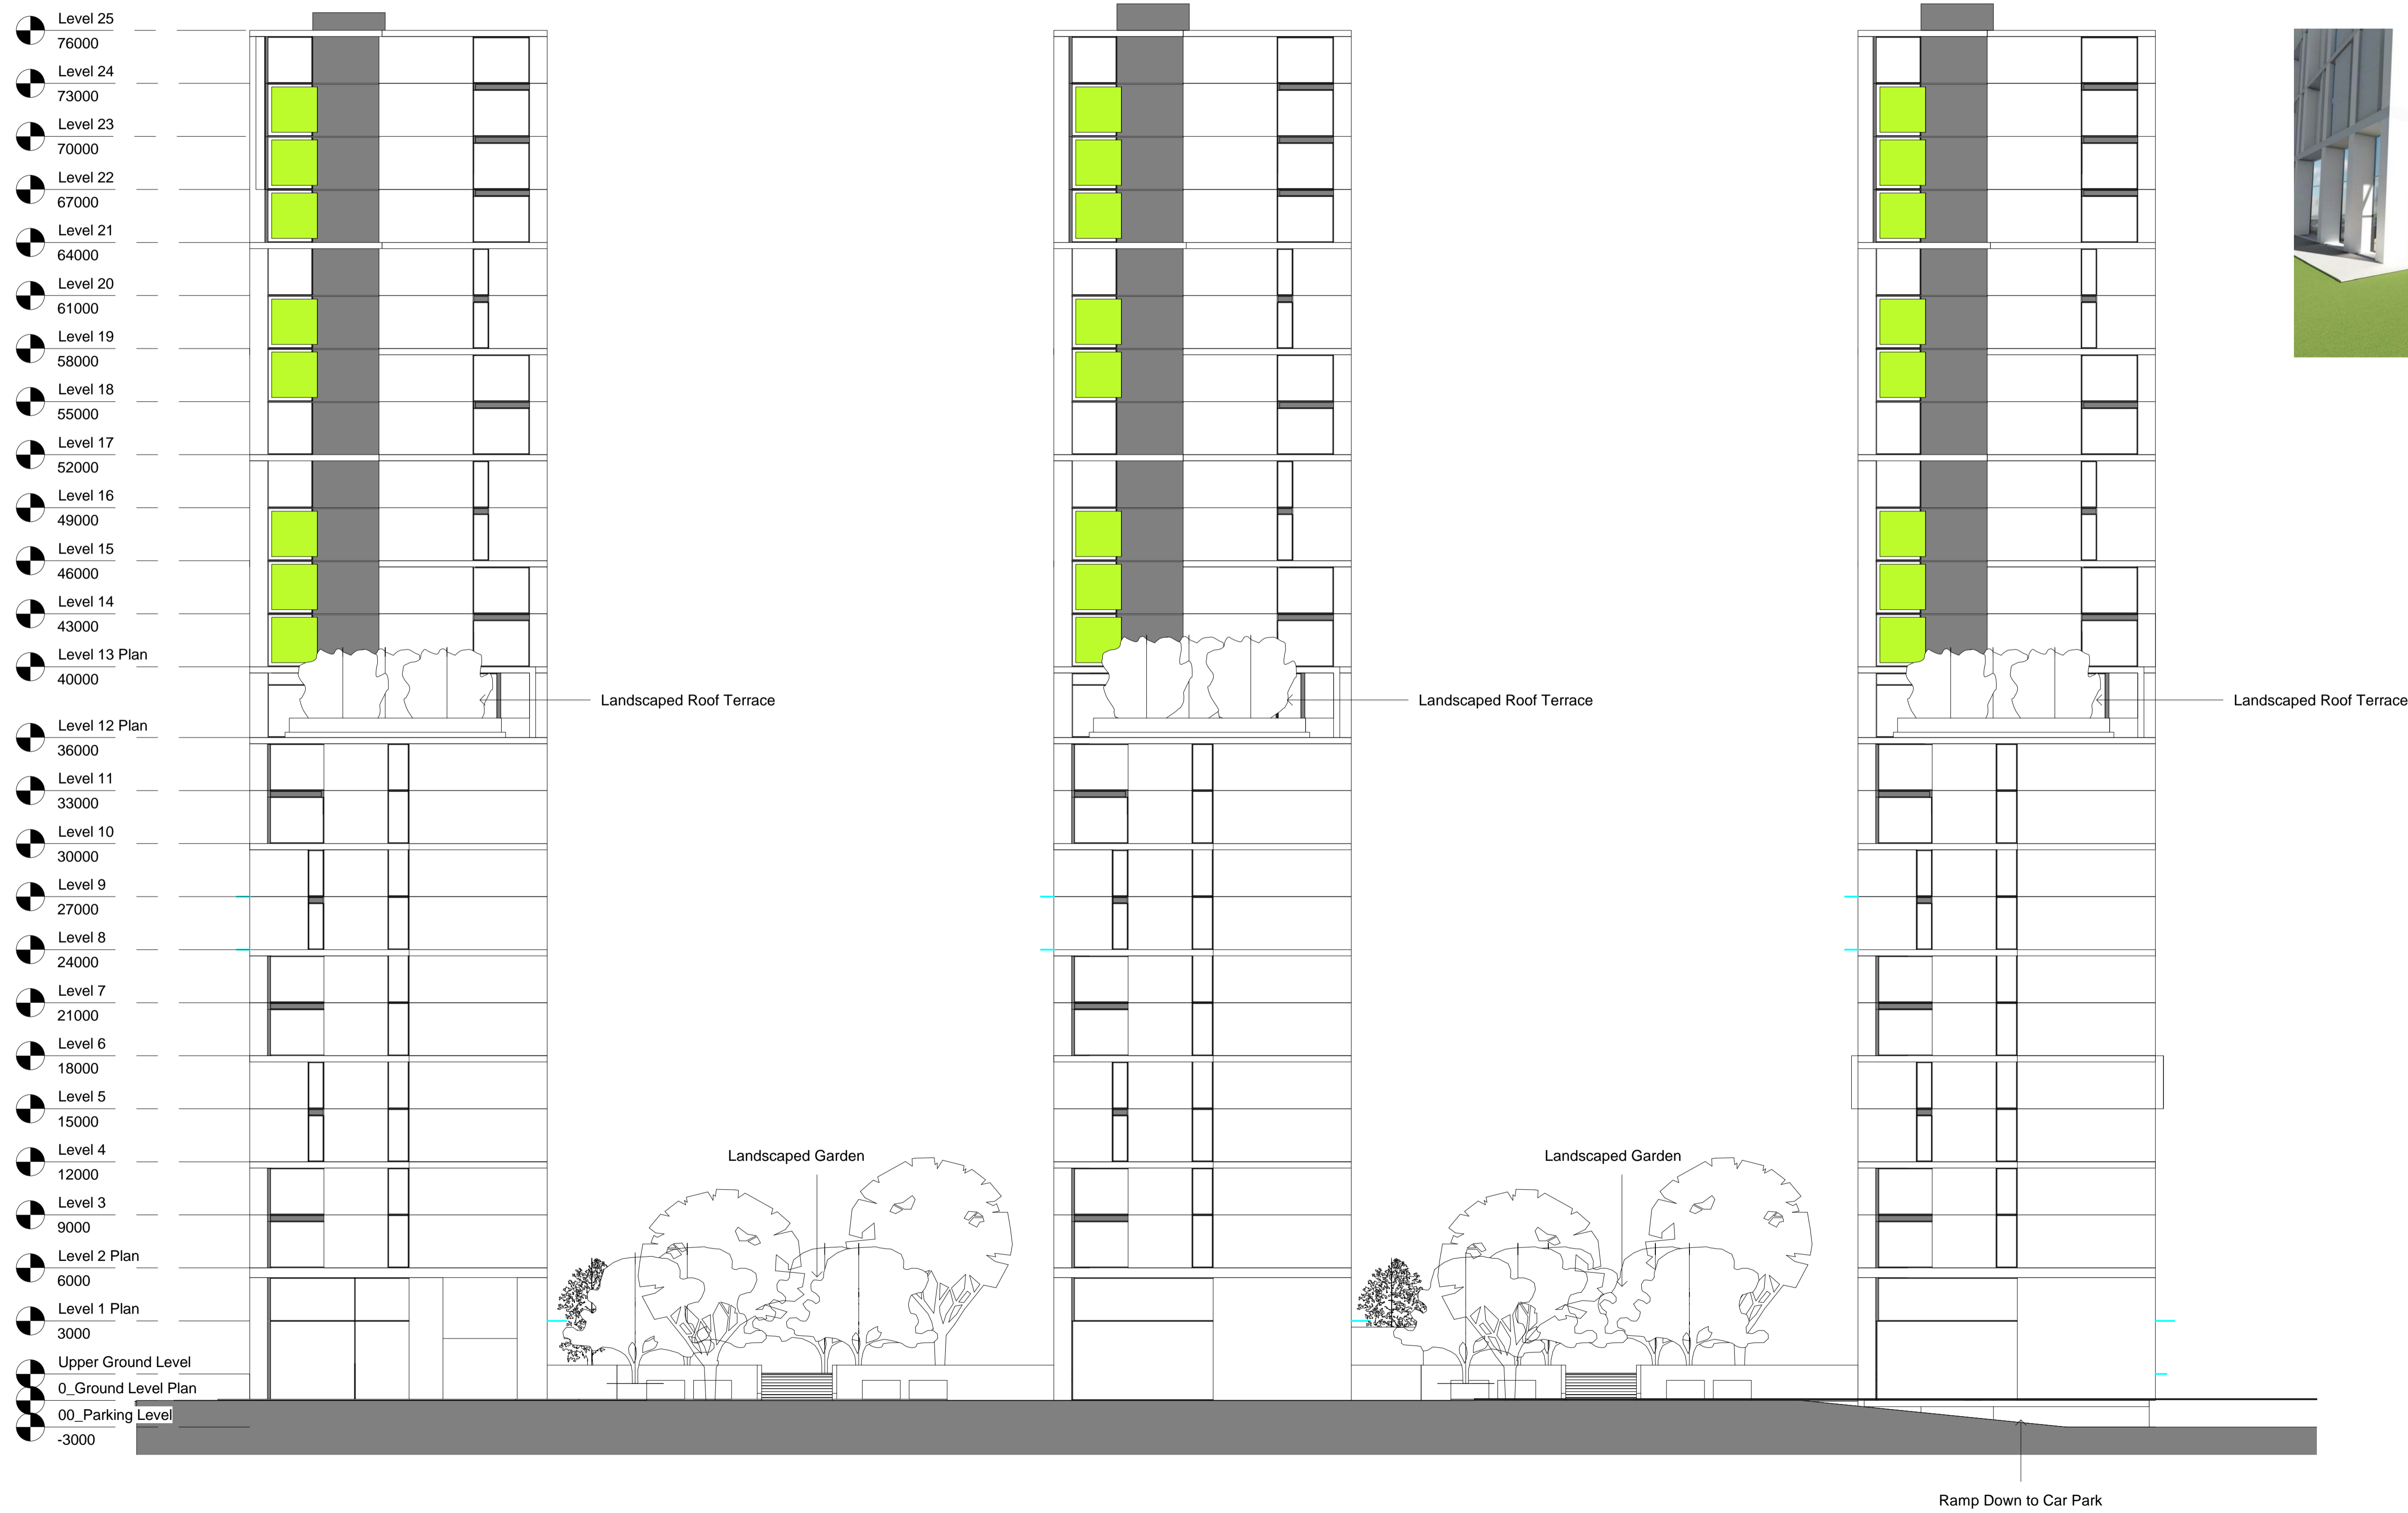 Level 25
76000
Level 24
73000
Level 23
70000
Level 22
67000
Level 21
64000
Level 20
61000
Level 19
58000
Level 18
55000
Level 17
52000
Level 16
49000
Level 15
46000
Level 14
43000
Level 13 Plan
40000
Landscaped Roof Terrace
Landscaped Roof Terrace
Landscaped Roof Terrace
Level 12 Plan
36000
Level 11
33000
Level 10
30000
Level 9
27000
Level 8
24000
Level 7
21000
Level 6
18000
Level 5
15000
Level 4
12000
Landscaped Garden
Landscaped Garden
Level 3
9000
Level 2 Plan
6000
Level 1 Plan
3000
Upper Ground Level
0_Ground Level Plan
00_Parking Level
-3000
Ramp Down to Car Park